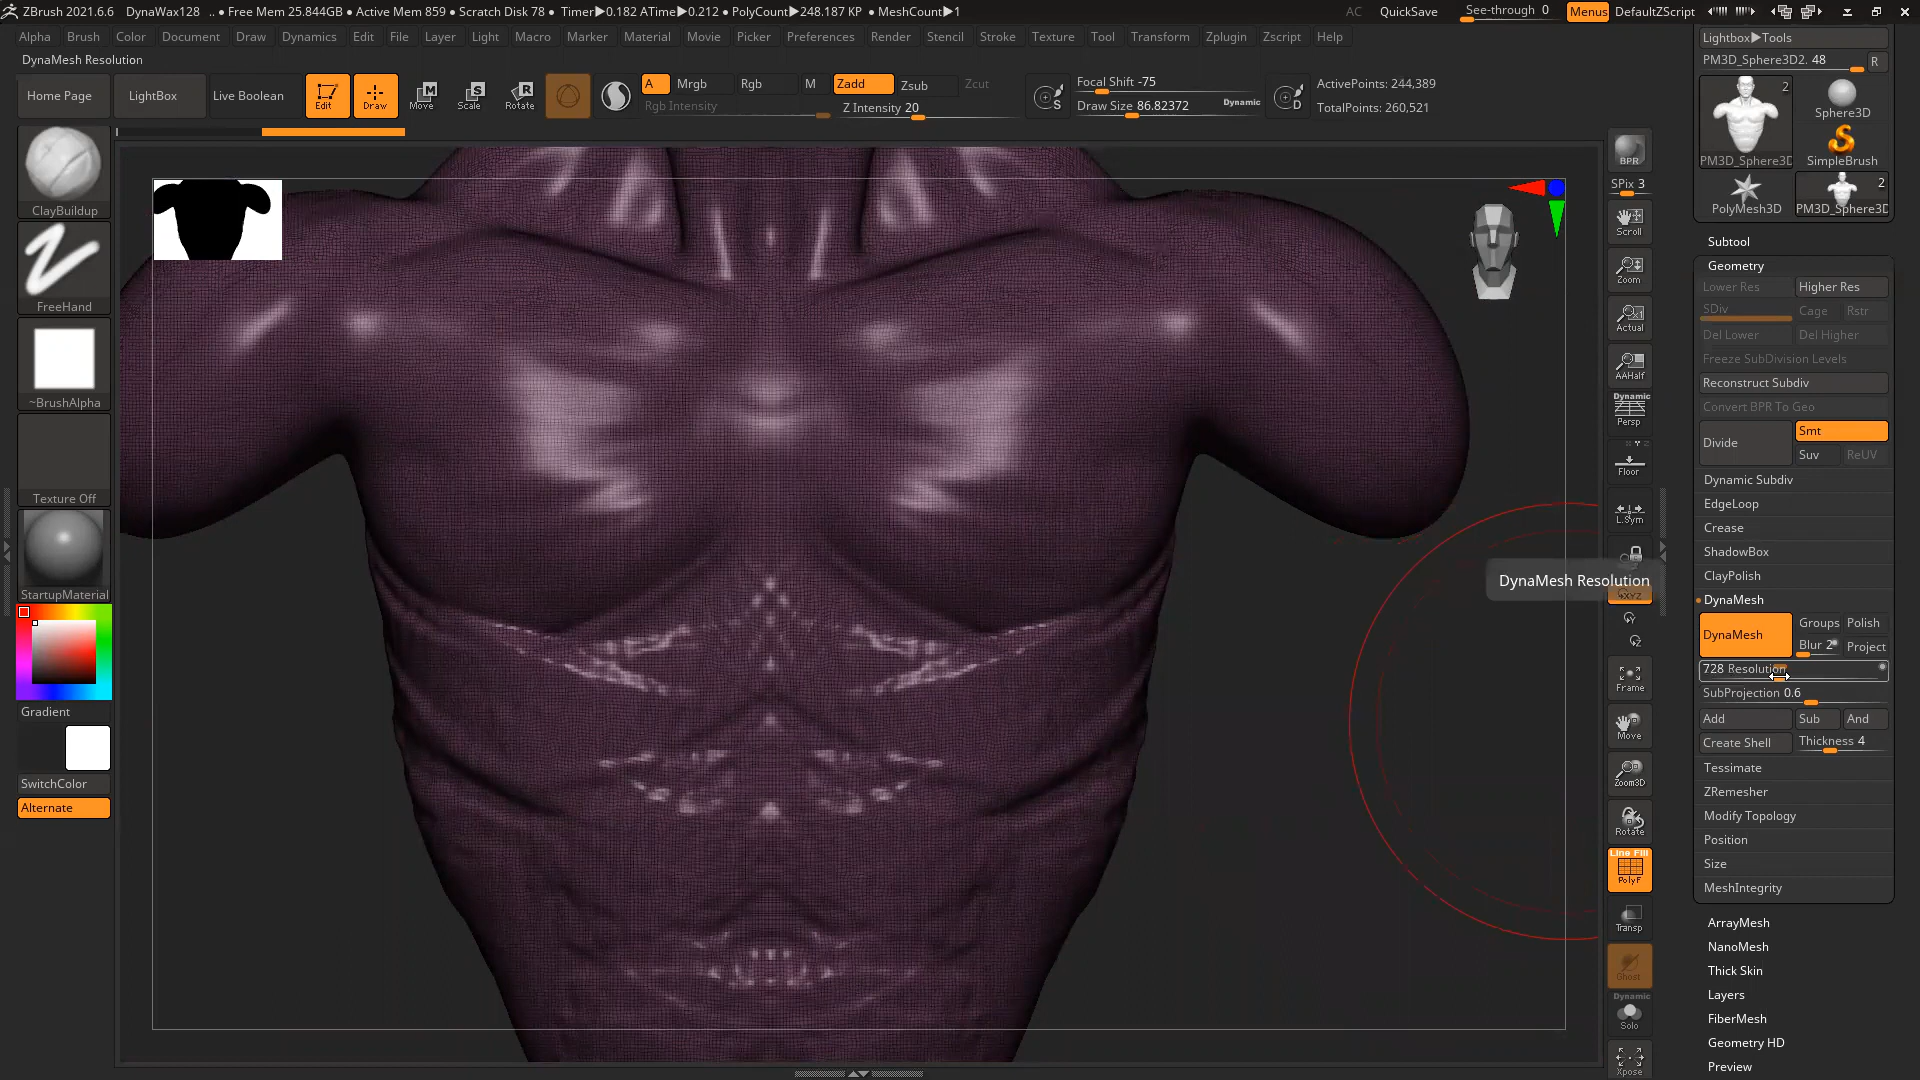 ZBrush 2021.6.6 DynaWax128 .. • Free Mem 25.844GB • Active Mem 859 • Scratch Disk 78 • Timer▶0.182 ATime▶0.212 • PolyCount▶248.187 KP • MeshCount▶1 AC QuickSave See-through 0 Menus DefaultZScript
Alpha Brush Color Document Draw Dynamics Edit File Layer Light Macro Marker Material Movie Picker Preferences Render Stencil Stroke Texture Tool Transform Zplugin Zscript Help
DynaMesh Resolution
Home Page LightBox Live Boolean Edit Draw Move Scale Rotate
A Mrgb Rgb M Zadd Zsub Zcut
Rgb Intensity Z Intensity 20
S Focal Shift -75
Draw Size 86.82372 Dynamic
D ActivePoints: 244,389
TotalPoints: 260,521
ClayBuildup
FreeHand
~BrushAlpha
Texture Off
StartupMaterial
Gradient
SwitchColor
Alternate
BPR
SPix 3
Scroll
Zoom
Actual
AAHalf
Dynamic
Persp
Floor
L.Sym
DynaMesh Resolution
XYZ
Frame
Move
Zoom3D
Rotate
Line Fill
PolyF
Transp
Ghost
Dynamic
Solo
Xpose
Lightbox▶Tools
PM3D_Sphere3D2. 48 R
2
Sphere3D
PM3D_Sphere3D SimpleBrush
2
PolyMesh3D PM3D_Sphere3D
Subtool
Geometry
Lower Res Higher Res
SDiv Cage Rstr
Del Lower Del Higher
Freeze SubDivision Levels
Reconstruct Subdiv
Convert BPR To Geo
Divide Smt
Suv ReUV
Dynamic Subdiv
EdgeLoop
Crease
ShadowBox
ClayPolish
DynaMesh
DynaMesh Groups Polish
Blur 2 Project
728 Resolution
SubProjection 0.6
Add Sub And
Create Shell Thickness 4
Tessimate
ZRemesher
Modify Topology
Position
Size
MeshIntegrity
ArrayMesh
NanoMesh
Thick Skin
Layers
FiberMesh
Geometry HD
Preview